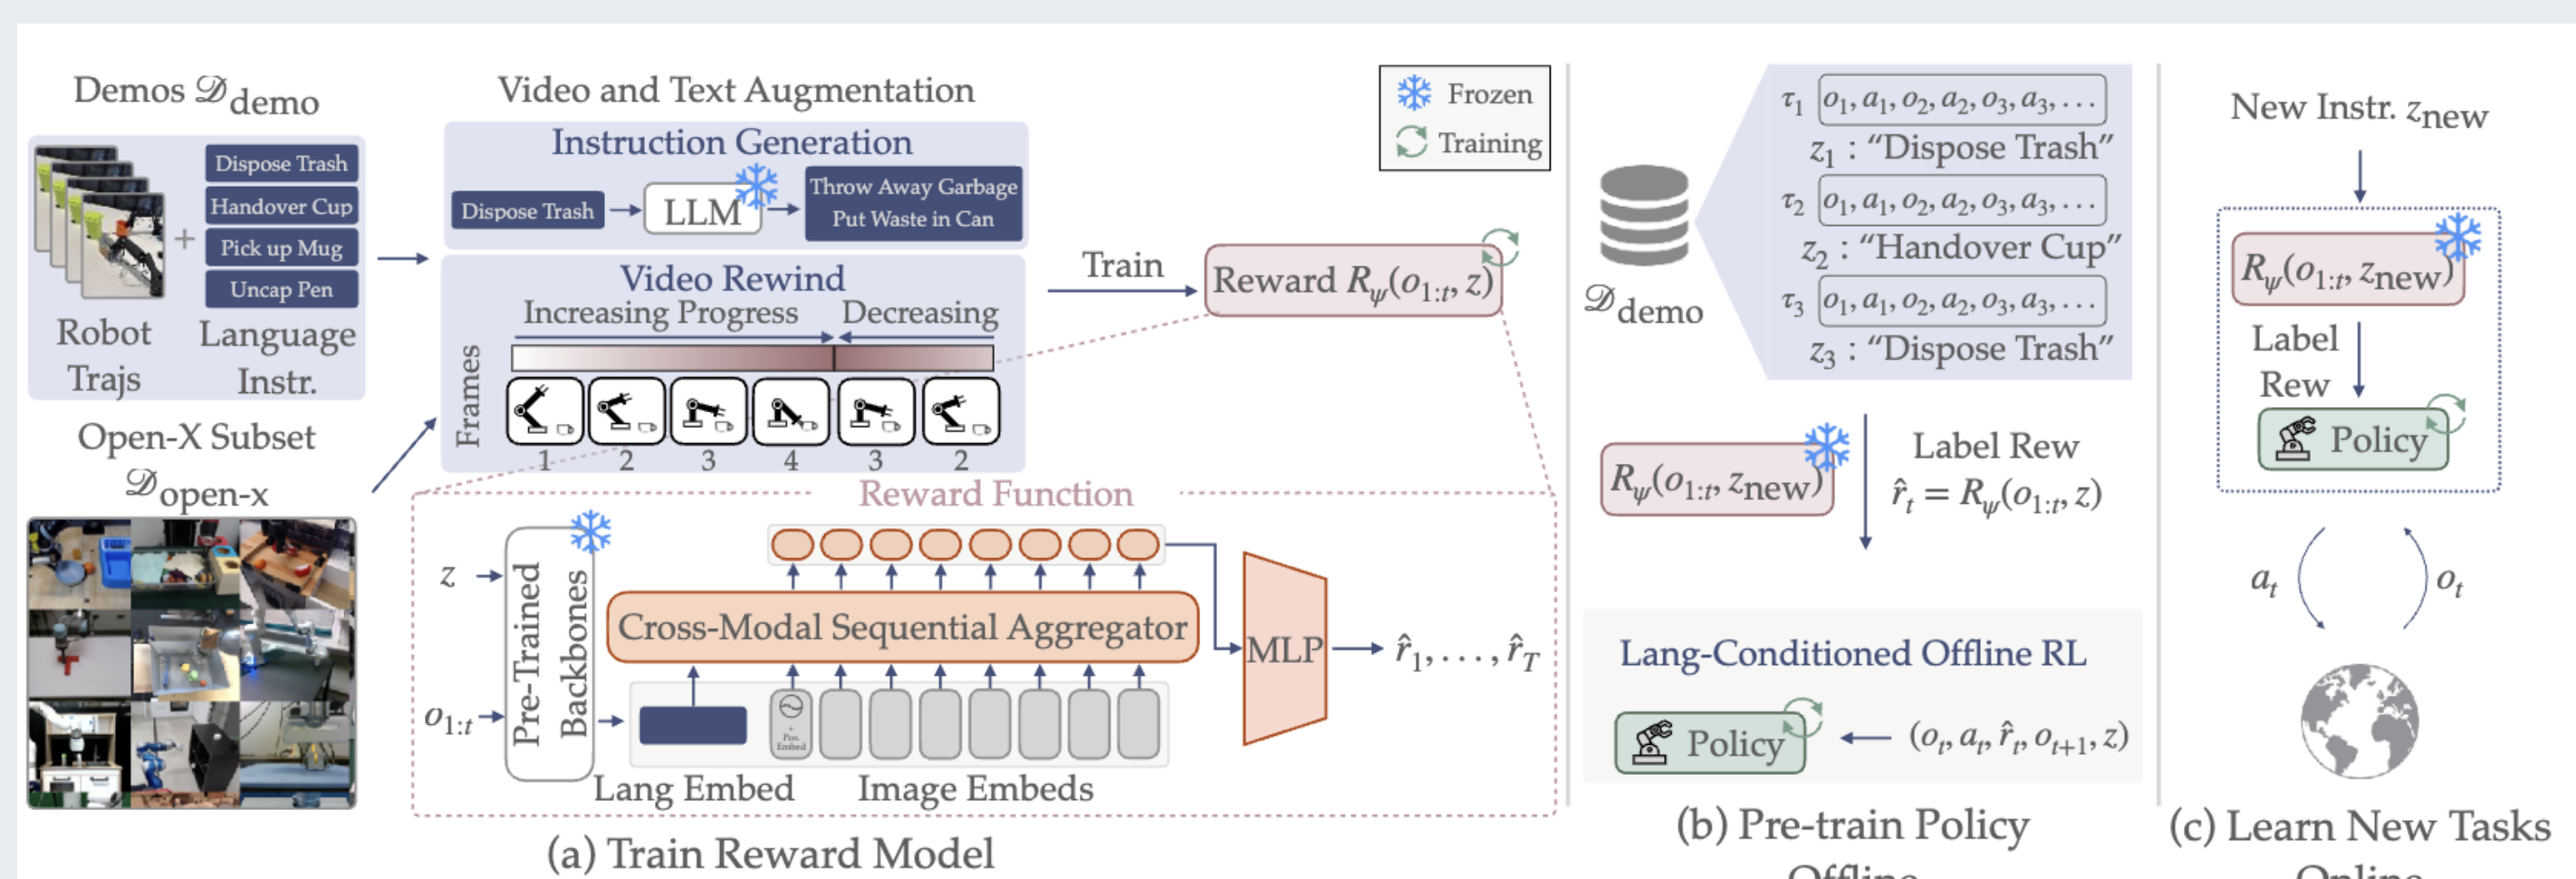 Demos 𝒟demo
Dispose Trash
Handover Cup
Pick up Mug
Uncap Pen
+
Robot
Trajs
Language
Instr.
Open-X Subset
𝒟open-x
Video and Text Augmentation
Instruction Generation
Dispose Trash
LLM
Throw Away Garbage
Put Waste in Can
Video Rewind
Increasing Progress
Decreasing
Frames
1 2 3 4 3 2
Train
Frozen
Training
Reward Rψ(o1:t, z)
Reward Function
z
o1:t
Pre-Trained
Backbones
Cross-Modal Sequential Aggregator
+
Pos.
Embed
Lang Embed
Image Embeds
MLP
r̂1, . . . , r̂T
(a) Train Reward Model
𝒟demo
τ1 o1, a1, o2, a2, o3, a3, . . .
z1 : “Dispose Trash”
τ2 o1, a1, o2, a2, o3, a3, . . .
z2 : “Handover Cup”
τ3 o1, a1, o2, a2, o3, a3, . . .
z3 : “Dispose Trash”
Rψ(o1:t, znew)
Label Rew
r̂t = Rψ(o1:t, z)
Lang-Conditioned Offline RL
Policy
(ot, at, r̂t, ot+1, z)
(b) Pre-train Policy
Offline
New Instr. znew
Rψ(o1:t, znew)
Label
Rew
Policy
at
ot
(c) Learn New Tasks
Online